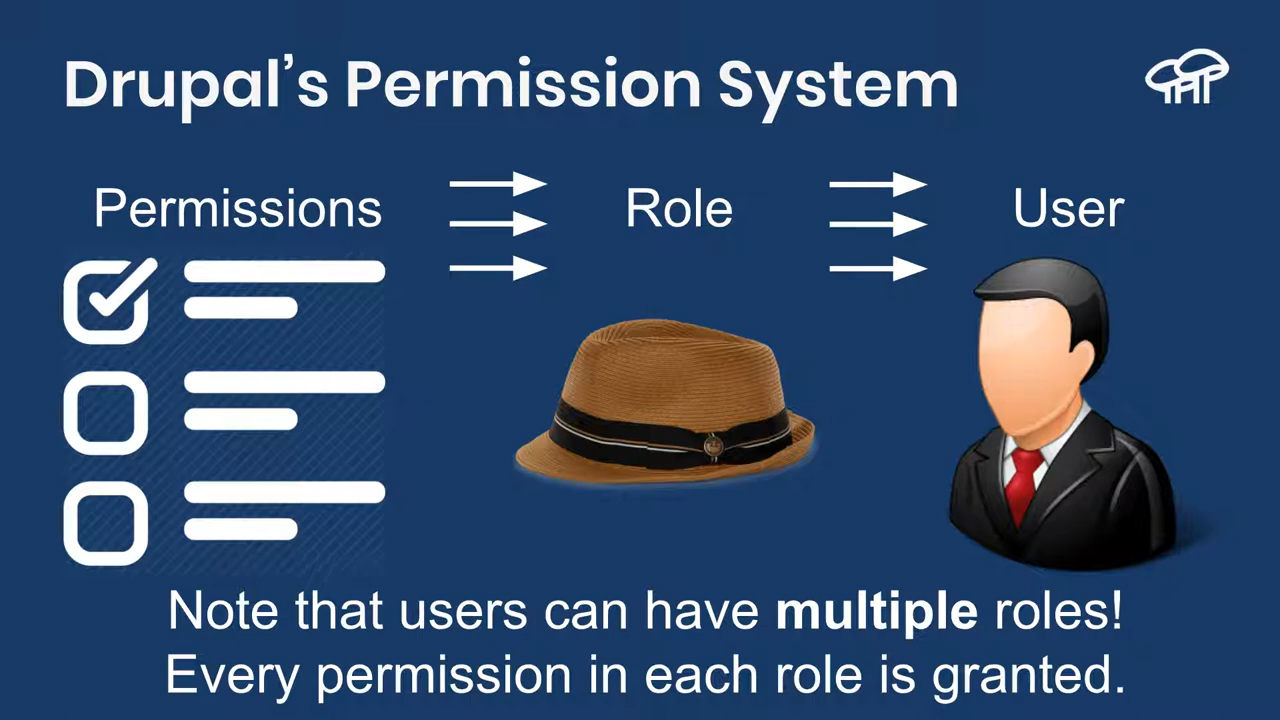 Drupal’s Permission System
Permissions
Role
User
Note that users can have multiple roles!
Every permission in each role is granted.